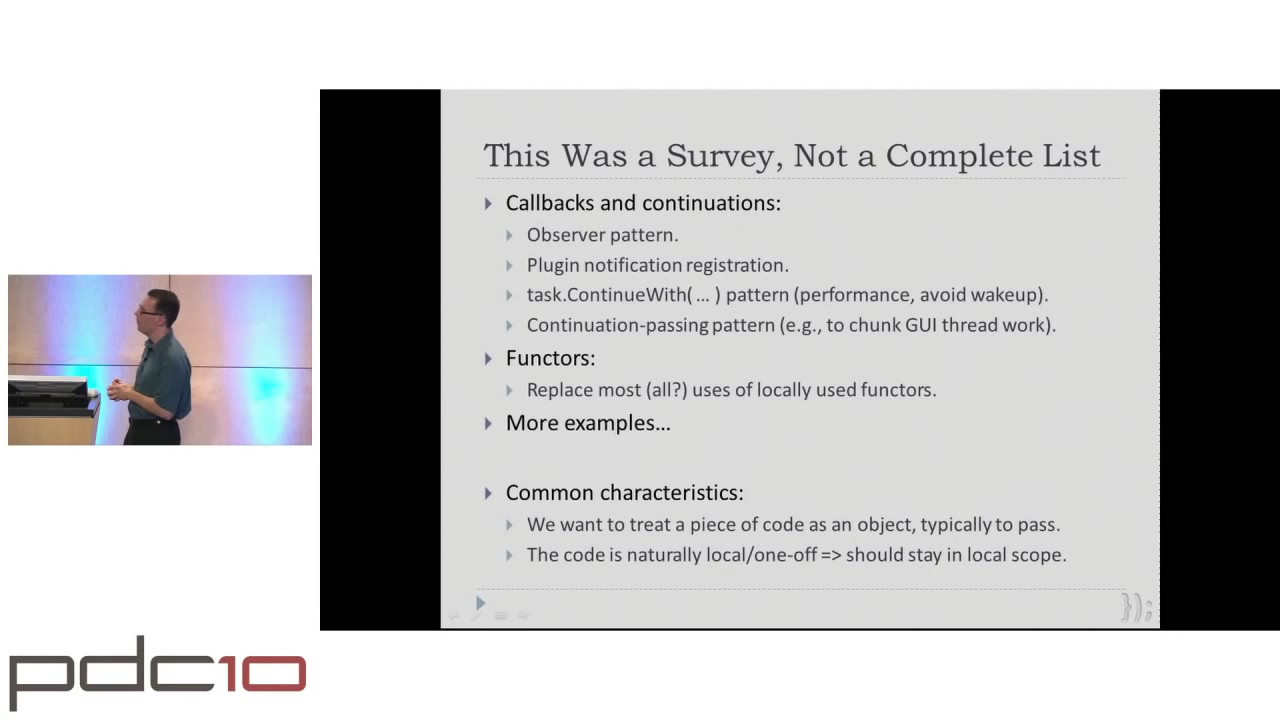 This Was a Survey, Not a Complete List
Callbacks and continuations:
Observer pattern.
Plugin notification registration.
task.ContinueWith( … ) pattern (performance, avoid wakeup).
Continuation-passing pattern (e.g., to chunk GUI thread work).
Functors:
Replace most (all?) uses of locally used functors.
More examples…
Common characteristics:
We want to treat a piece of code as an object, typically to pass.
The code is naturally local/one-off => should stay in local scope.
});
pdc10